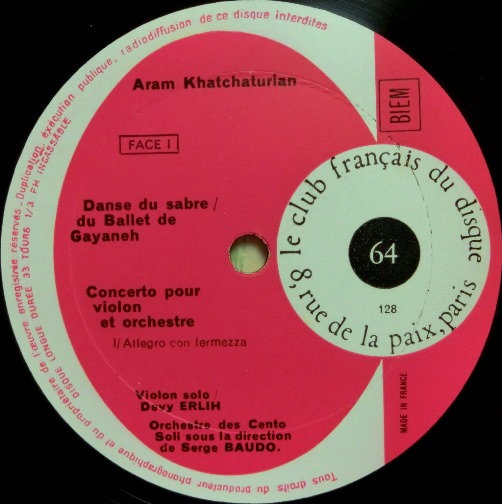 Aram Khatchaturian
BIEM
FACE I
Danse du sabre /
du Ballet de
Gayaneh
Concerto pour
violon
et orchestre
I/Allegro con fermezza
Violon solo /
Devy ERLIH
Orchestre des Cento
Soli sous la direction
de Serge BAUDO.
le club français du disque
8, rue de la paix, paris
64
128
MADE IN FRANCE
Tous droits du producteur phonographique et du propriétaire de l'œuvre enregistrée réservés. Duplication, exécution publique, radiodiffusion de ce disque interdites
DISQUE LONGUE DURÉE 33 TOURS 1/3 PH INCASSABLE